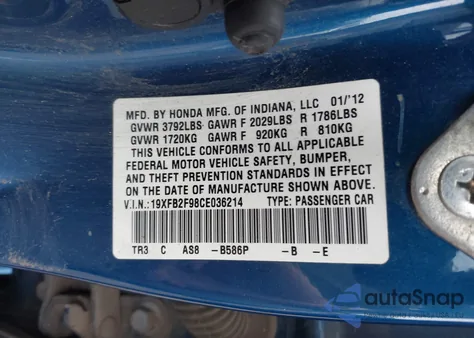 MFD. BY HONDA MFG. OF INDIANA, LLC 01/'12
GVWR 3792LBS GAWR F 2029LBS R 1786LBS
GVWR 1720KG GAWR F 920KG R 810KG
THIS VEHICLE CONFORMS TO ALL APPLICABLE
FEDERAL MOTOR VEHICLE SAFETY, BUMPER,
AND THEFT PREVENTION STANDARDS IN EFFECT ON
THE DATE OF MANUFACTURE SHOWN ABOVE.
V.I.N.: 19XFB2F98CE036214 TYPE: PASSENGER CAR
TR3 C AS8 -B586P -B -E
autoSnap